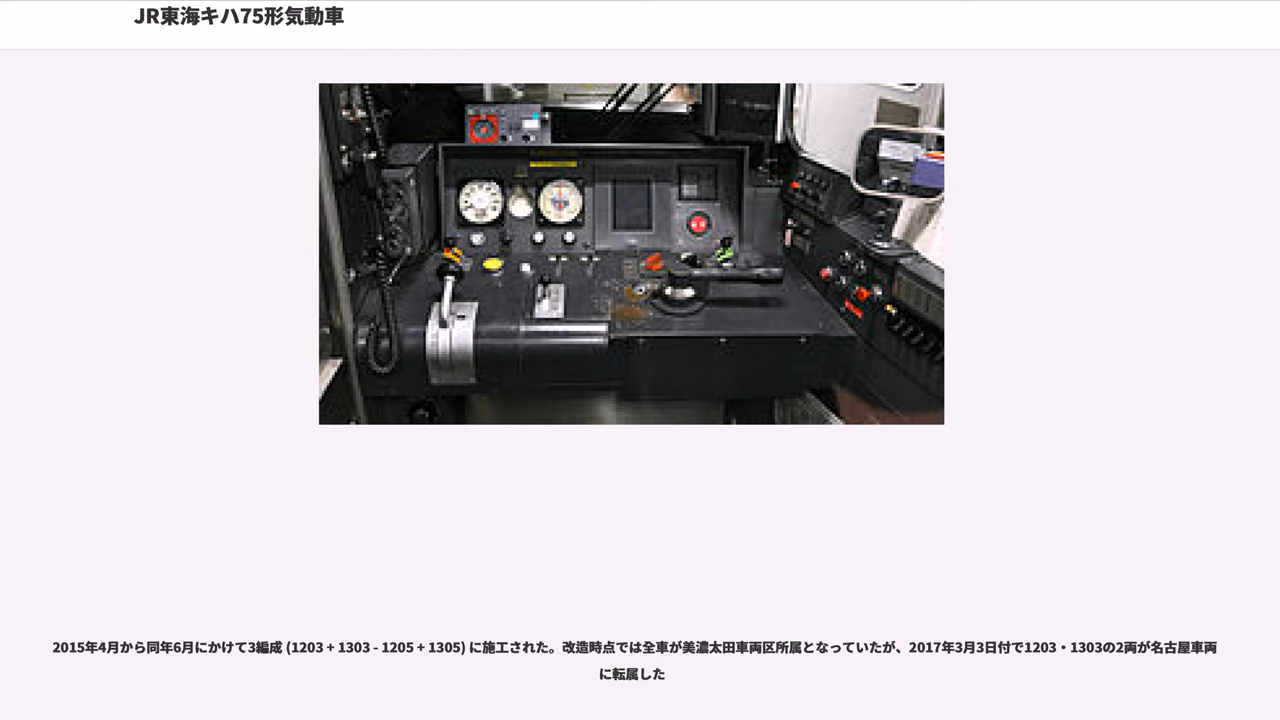 JR東海キハ75形気動車
2015年4月から同年6月にかけて3編成 (1203 + 1303 - 1205 + 1305) に施工された。改造時点では全車が美濃太田車両区所属となっていたが、2017年3月3日付で1203・1303の2両が名古屋車両
に転属した